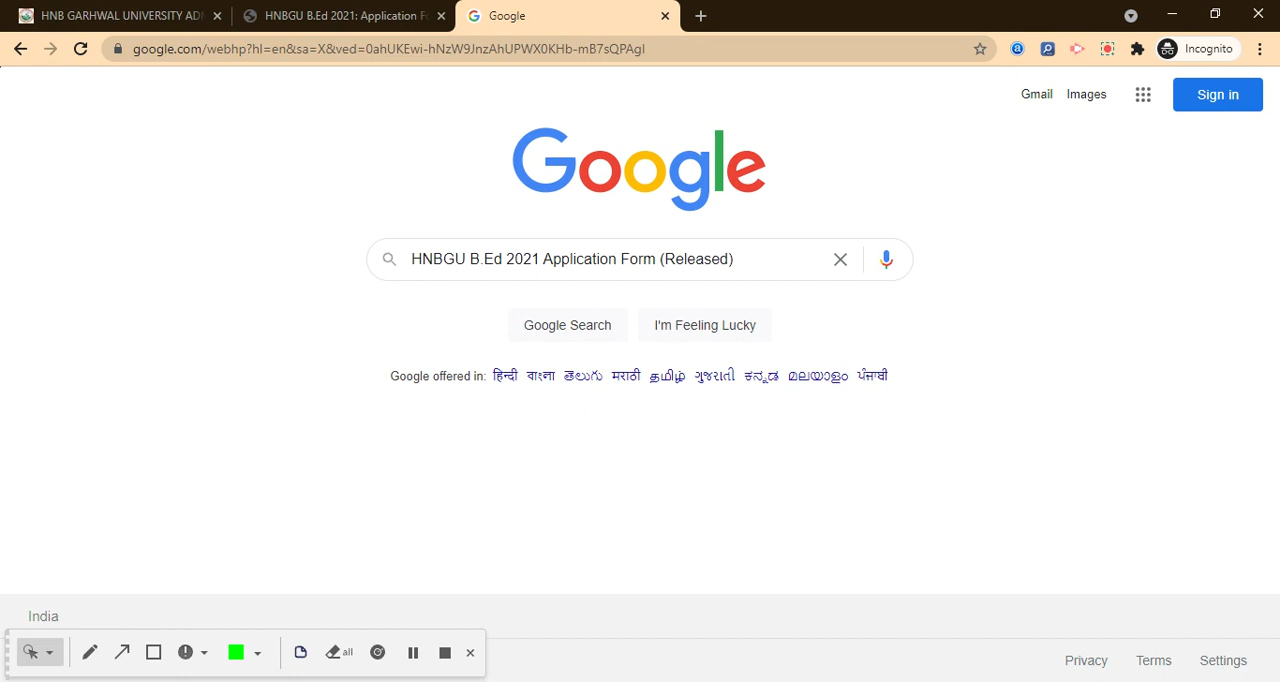 HNB GARHWAL UNIVERSITY AD
HNBGU B.Ed 2021: Application F
Google
google.com/webhp?hl=en&sa=X&ved=0ahUKEwi-hNzW9JnzAhUPWX0KHb-mB7sQPAgI
Incognito
Gmail
Images
Sign in
Google
HNBGU B.Ed 2021 Application Form (Released)
Google Search
I'm Feeling Lucky
Google offered in: हिन्दी বাংলা తెలుగు मराठी தமிழ் ગુજરાતી ಕನ್ನಡ മലയാളം ਪੰਜਾਬੀ
India
all
Privacy
Terms
Settings